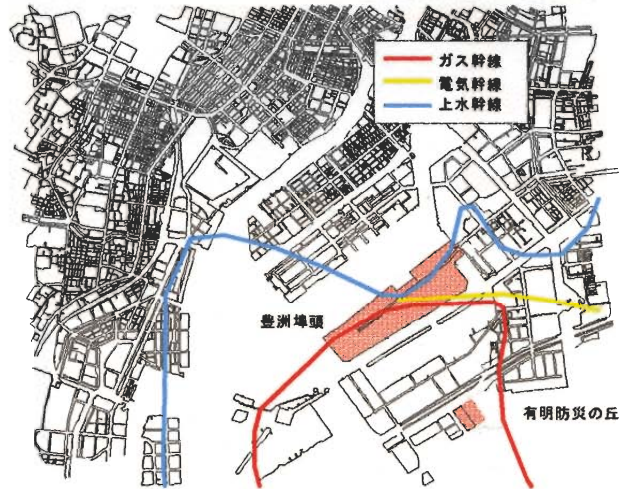 ガス幹線
電気幹線
上水幹線
豊洲埠頭
有明防災の丘